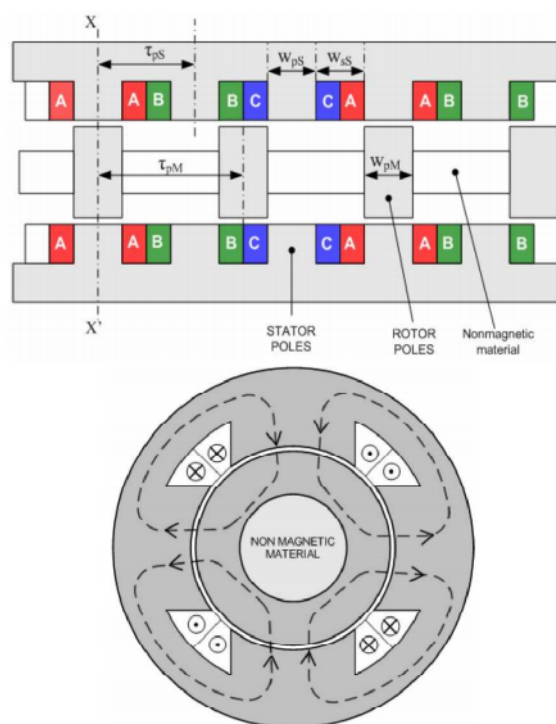 X
τpS
wpS
wsS
A A B B C C A A B B
τpM
wpM
A A B B C C A A B B
X'
STATOR
POLES
ROTOR
POLES
Nonmagnetic
material
NON MAGNETIC
MATERIAL